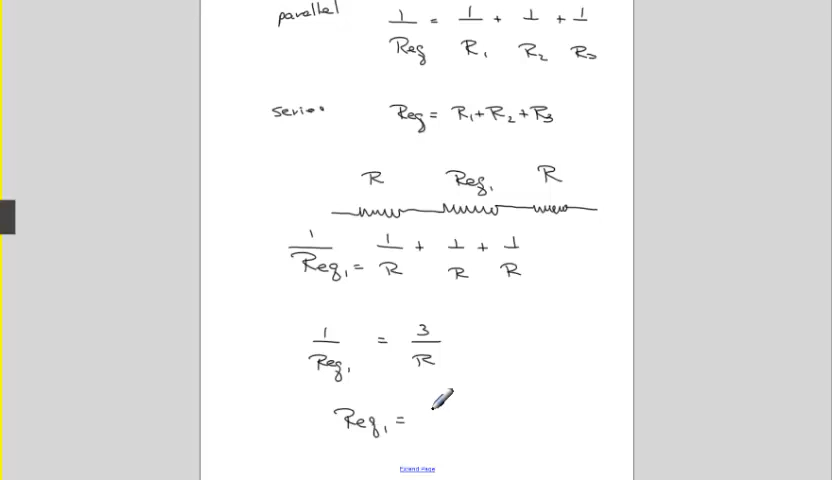 parallel 1/Req = 1/R₁ + 1/R₂ + 1/R₃
series Req = R₁+R₂+R₃
R Req₁ R
1/Req₁ = 1/R + 1/R + 1/R
1/Req₁ = 3/R
Req₁ =
Expand Page